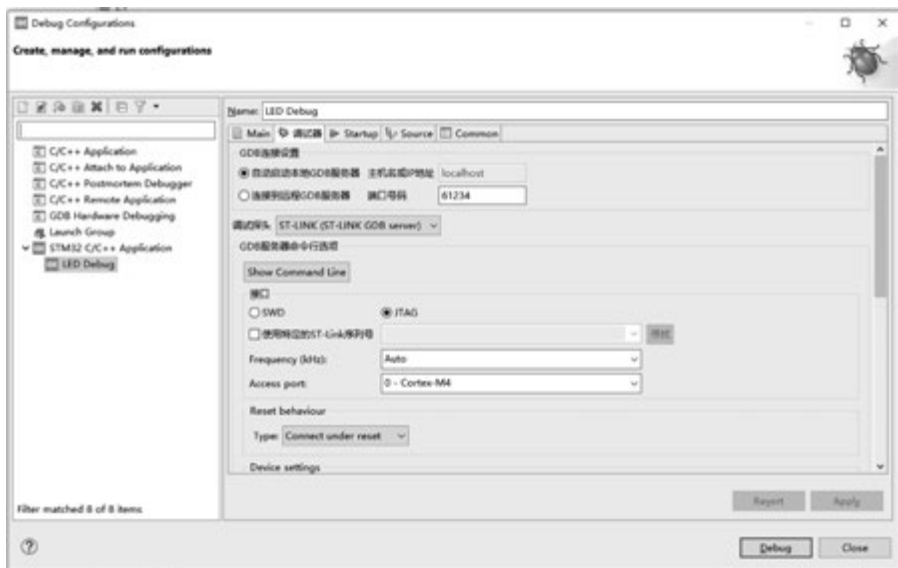 Debug Configurations
Create, manage, and run configurations
Name: LED Debug
Main 调试器 Startup Source Common
C/C++ Application
C/C++ Attach to Application
C/C++ Postmortem Debugger
C/C++ Remote Application
GDB Hardware Debugging
Launch Group
STM32 C/C++ Application
LED Debug
Filter matched 8 of 8 items
GDB连接设置
自动启动本地GDB服务器 主机名或IP地址 localhost
连接到远程GDB服务器 端口号码 61234
调试探头 ST-LINK (ST-LINK GDB server)
GDB服务器命令行选项
Show Command Line
接口
SWD JTAG
使用特定的ST-Link序列号 寻找
Frequency (kHz): Auto
Access port: 0 - Cortex-M4
Reset behaviour
Type: Connect under reset
Device settings
Revert Apply
Debug Close